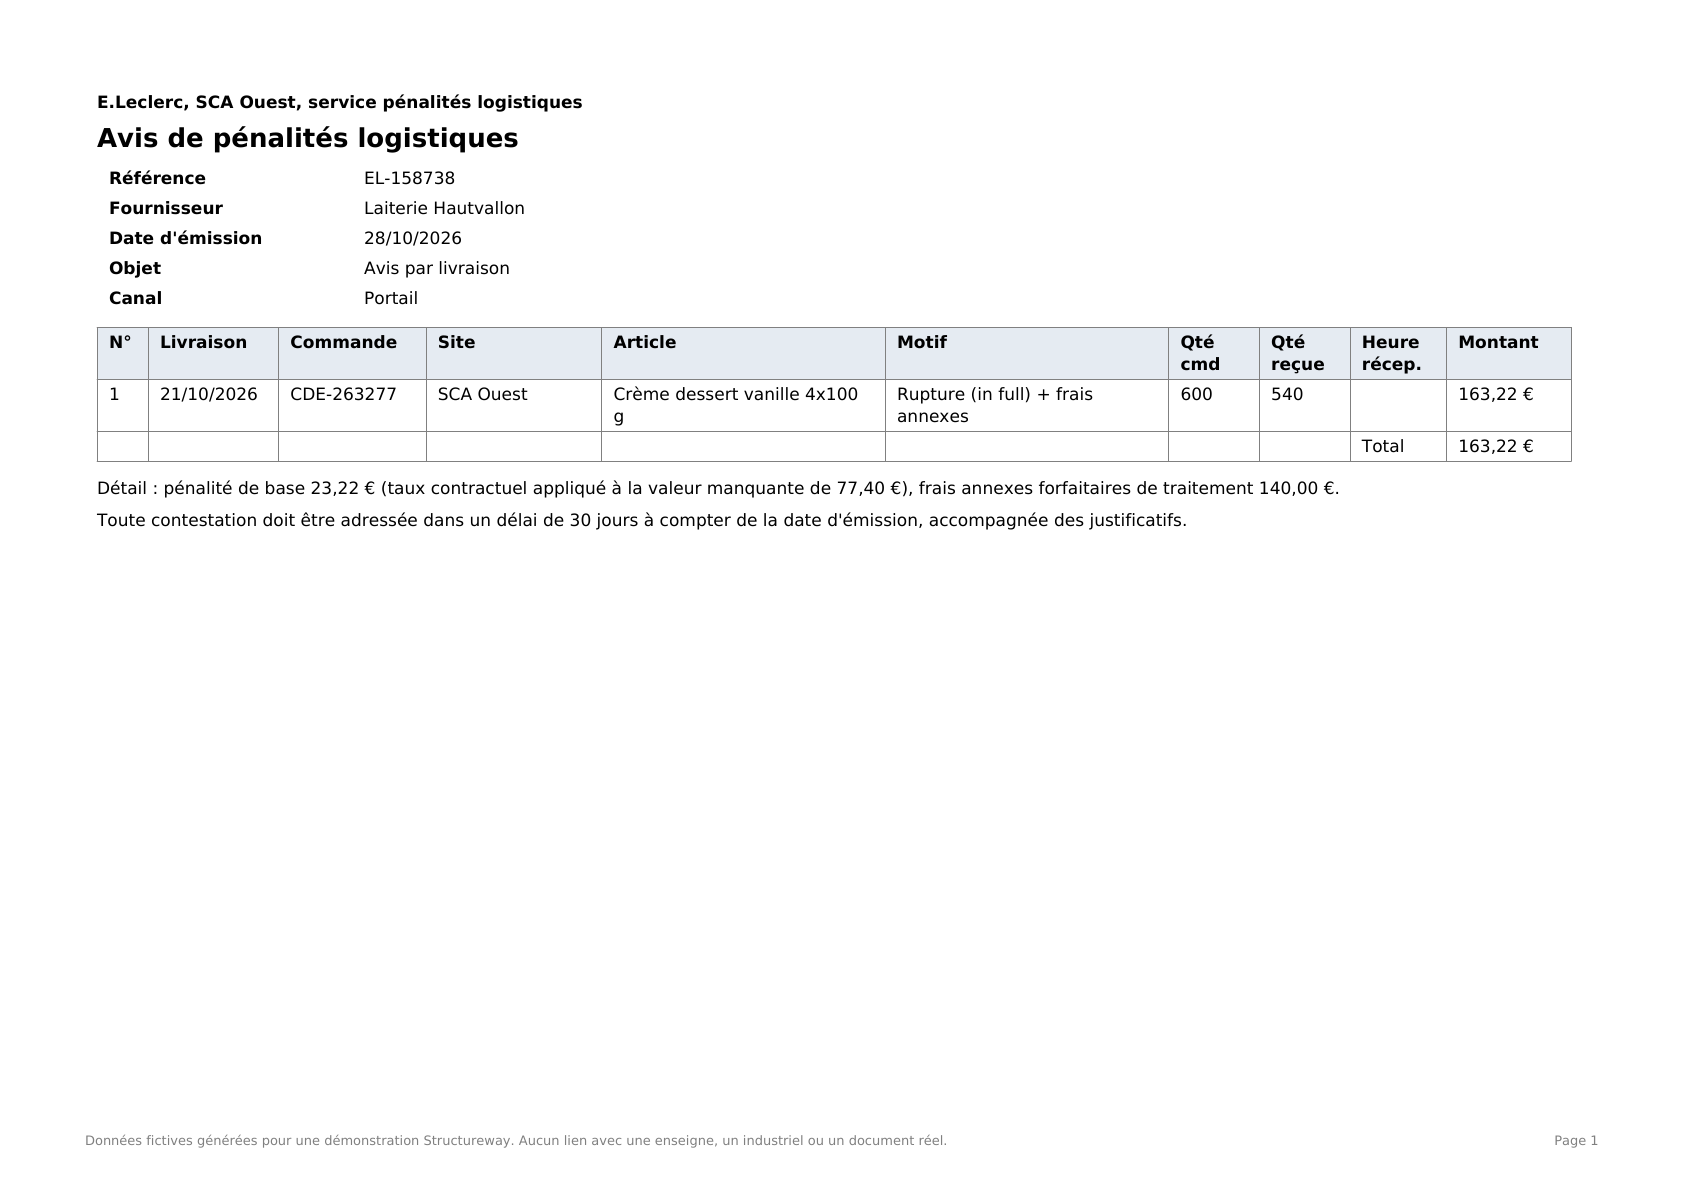 E.Leclerc, SCA Ouest, service pénalités logistiques
Avis de pénalités logistiques
Référence EL-158738
Fournisseur Laiterie Hautvallon
Date d'émission 28/10/2026
Objet Avis par livraison
Canal Portail
N° Livraison Commande Site Article Motif Qté cmd Qté reçue Heure récep. Montant
1 21/10/2026 CDE-263277 SCA Ouest Crème dessert vanille 4x100 g Rupture (in full) + frais annexes 600 540 163,22 €
Total 163,22 €
Détail : pénalité de base 23,22 € (taux contractuel appliqué à la valeur manquante de 77,40 €), frais annexes forfaitaires de traitement 140,00 €.
Toute contestation doit être adressée dans un délai de 30 jours à compter de la date d'émission, accompagnée des justificatifs.
Données fictives générées pour une démonstration Structureway. Aucun lien avec une enseigne, un industriel ou un document réel. Page 1